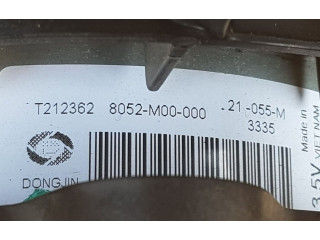 T212362 8052-M00-000 -21-055-M
3335
DONGJIN
Made in
VIETNAM
3.5V